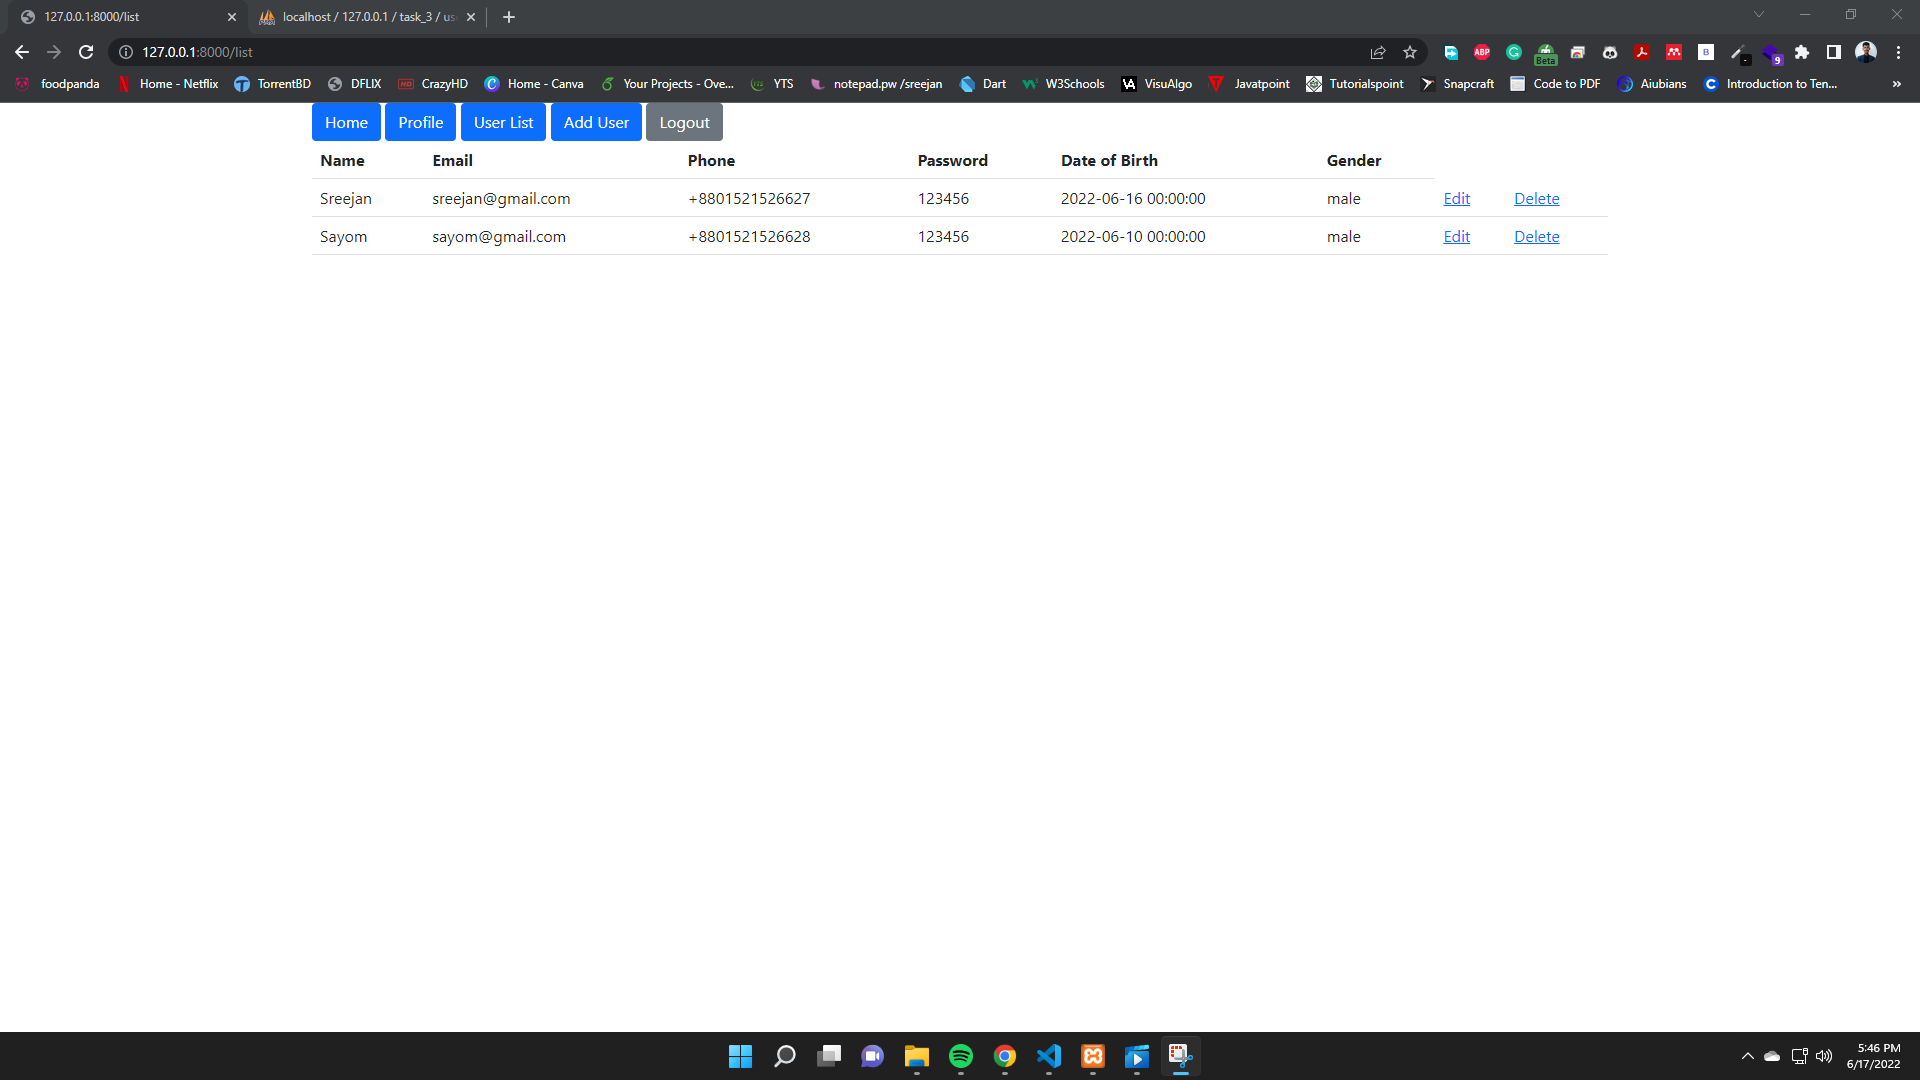 127.0.0.1:8000/list localhost / 127.0.0.1 / task_3 / us
127.0.0.1:8000/list ABP Beta B 9
foodpanda Home - Netflix TorrentBD DFLIX HD CrazyHD Home - Canva Your Projects - Ove... YTS notepad.pw /sreejan Dart W3Schools VA VisuAlgo Javatpoint Tutorialspoint Snapcraft Code to PDF Aiubians Introduction to Ten... »
Home Profile User List Add User Logout
Name Email Phone Password Date of Birth Gender
Sreejan sreejan@gmail.com +8801521526627 123456 2022-06-16 00:00:00 male Edit Delete
Sayom sayom@gmail.com +8801521526628 123456 2022-06-10 00:00:00 male Edit Delete
5:46 PM
6/17/2022